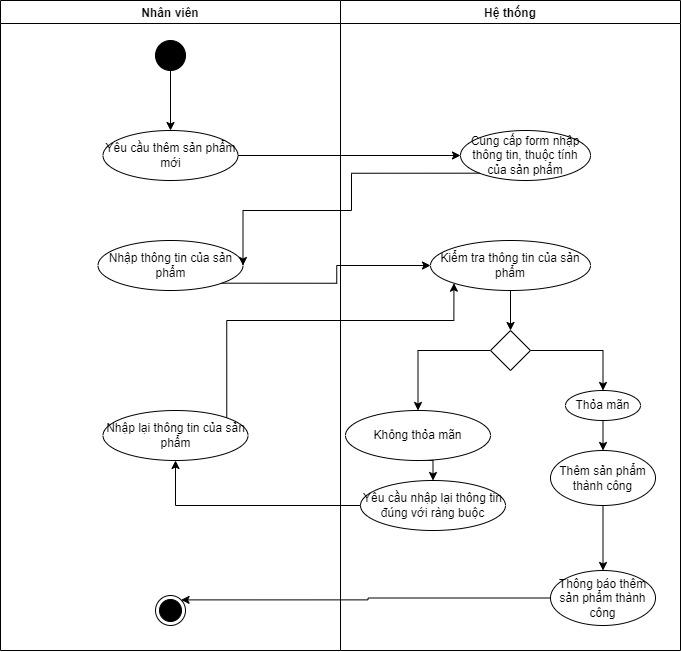 Nhân viên
Hệ thống
Yêu cầu thêm sản phẩm
mới
Cung cấp form nhập
thông tin, thuộc tính
của sản phẩm
Nhập thông tin của sản
phẩm
Kiểm tra thông tin của sản
phẩm
Thỏa mãn
Nhập lại thông tin của sản
phẩm
Không thỏa mãn
Thêm sản phẩm
thành công
Yêu cầu nhập lại thông tin
đúng với ràng buộc
Thông báo thêm
sản phẩm thành
công